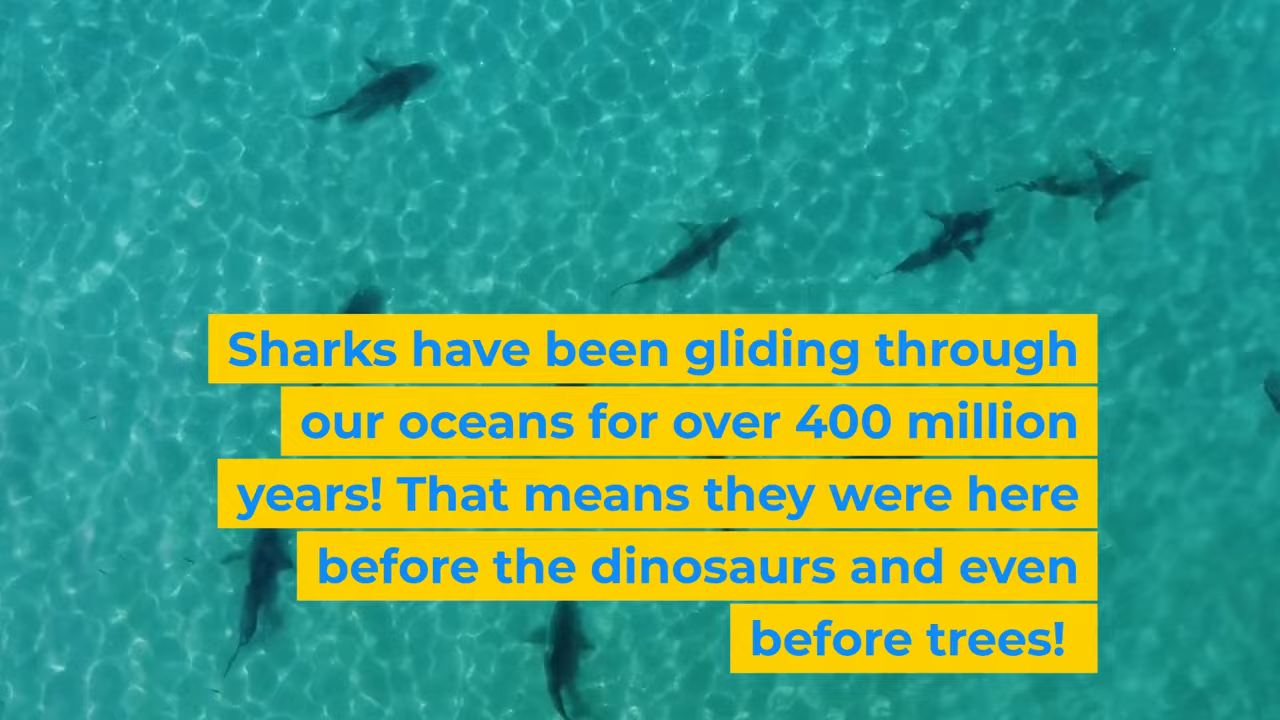 Sharks have been gliding through
our oceans for over 400 million
years! That means they were here
before the dinosaurs and even
before trees!